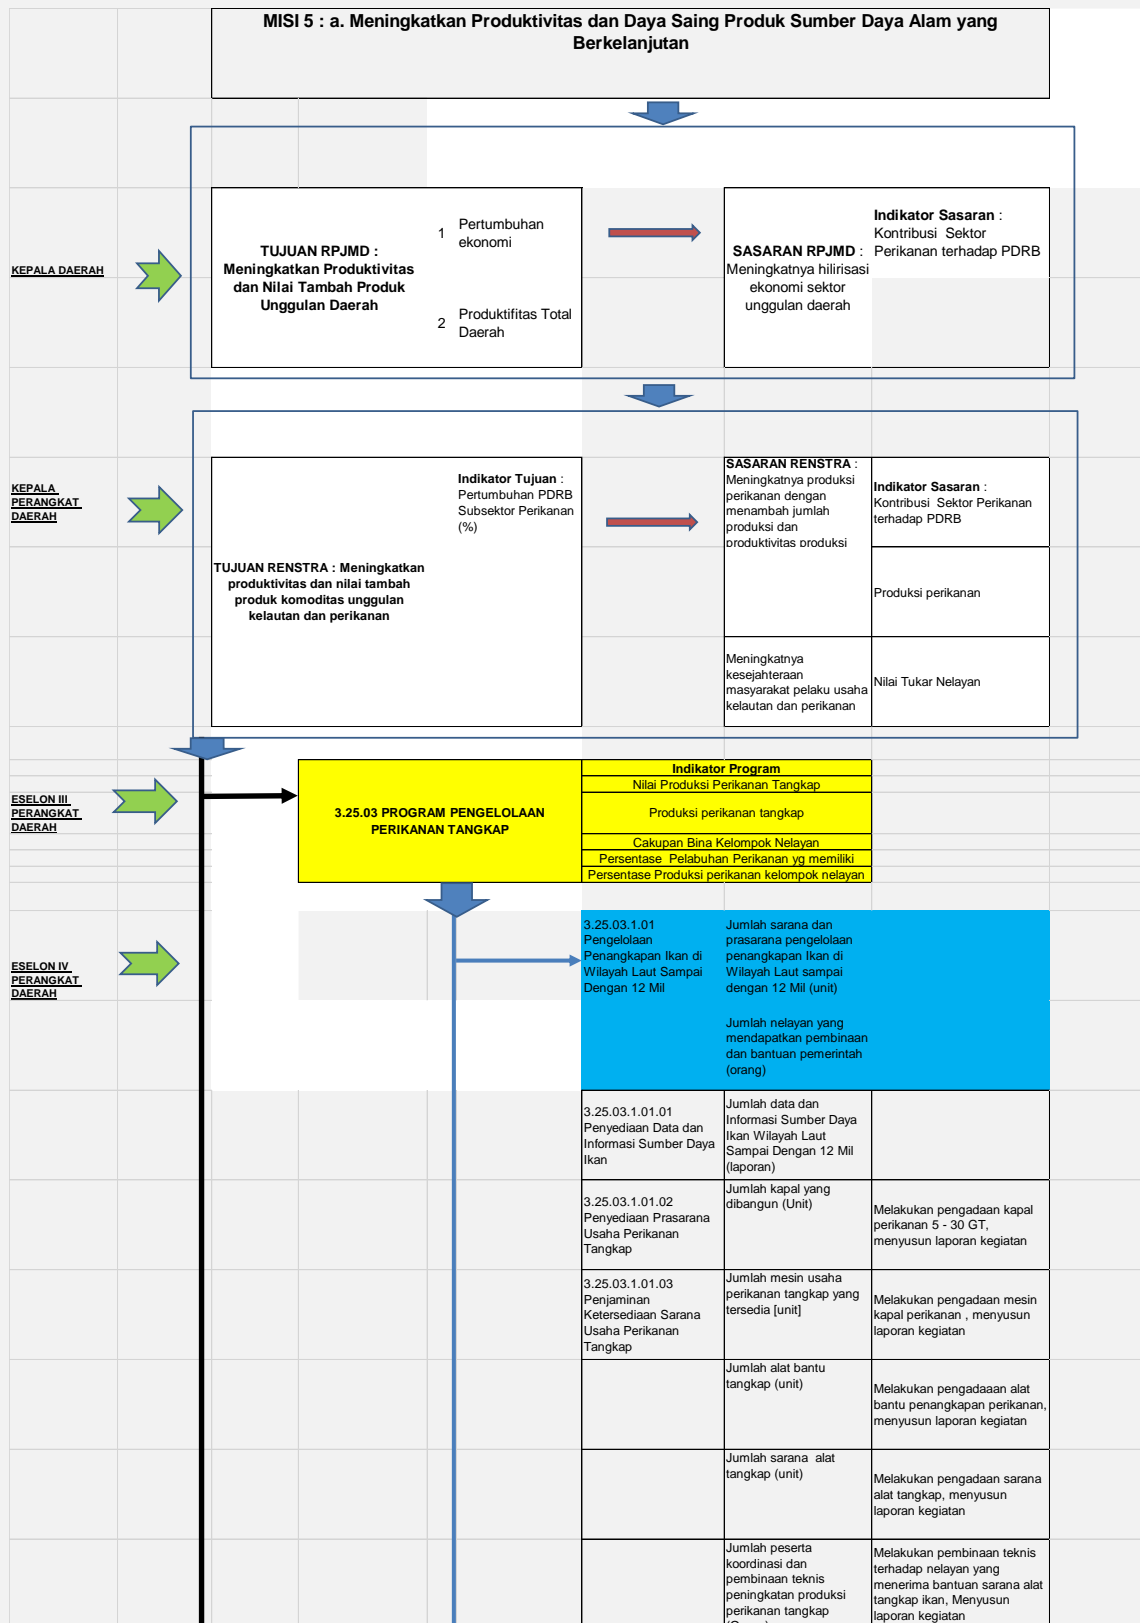 MISI 5 : a. Meningkatkan Produktivitas dan Daya Saing Produk Sumber Daya Alam yang
Berkelanjutan
KEPALA DAERAH
TUJUAN RPJMD :
Meningkatkan Produktivitas
dan Nilai Tambah Produk
Unggulan Daerah
1 Pertumbuhan
ekonomi
2 Produktifitas Total
Daerah
SASARAN RPJMD :
Meningkatnya hilirisasi
ekonomi sektor
unggulan daerah
Indikator Sasaran :
Kontribusi Sektor
Perikanan terhadap PDRB
KEPALA
PERANGKAT
DAERAH
TUJUAN RENSTRA : Meningkatkan
produktivitas dan nilai tambah
produk komoditas unggulan
kelautan dan perikanan
Indikator Tujuan :
Pertumbuhan PDRB
Subsektor Perikanan
(%)
SASARAN RENSTRA :
Meningkatnya produksi
perikanan dengan
menambah jumlah
produksi dan
produktivitas produksi
Indikator Sasaran :
Kontribusi Sektor Perikanan
terhadap PDRB
Produksi perikanan
Meningkatnya
kesejahteraan
masyarakat pelaku usaha
kelautan dan perikanan
Nilai Tukar Nelayan
ESELON III
PERANGKAT
DAERAH
3.25.03 PROGRAM PENGELOLAAN
PERIKANAN TANGKAP
Indikator Program
Nilai Produksi Perikanan Tangkap
Produksi perikanan tangkap
Cakupan Bina Kelompok Nelayan
Persentase Pelabuhan Perikanan yg memiliki
Persentase Produksi perikanan kelompok nelayan
ESELON IV
PERANGKAT
DAERAH
3.25.03.1.01
Pengelolaan
Penangkapan Ikan di
Wilayah Laut Sampai
Dengan 12 Mil
Jumlah sarana dan
prasarana pengelolaan
penangkapan Ikan di
Wilayah Laut sampai
dengan 12 Mil (unit)
Jumlah nelayan yang
mendapatkan pembinaan
dan bantuan pemerintah
(orang)
3.25.03.1.01.01
Penyediaan Data dan
Informasi Sumber Daya
Ikan
Jumlah data dan
Informasi Sumber Daya
Ikan Wilayah Laut
Sampai Dengan 12 Mil
(laporan)
3.25.03.1.01.02
Penyediaan Prasarana
Usaha Perikanan
Tangkap
Jumlah kapal yang
dibangun (Unit)
Melakukan pengadaan kapal
perikanan 5 - 30 GT,
menyusun laporan kegiatan
3.25.03.1.01.03
Penjaminan
Ketersediaan Sarana
Usaha Perikanan
Tangkap
Jumlah mesin usaha
perikanan tangkap yang
tersedia [unit]
Melakukan pengadaan mesin
kapal perikanan , menyusun
laporan kegiatan
Jumlah alat bantu
tangkap (unit)
Melakukan pengadaaan alat
bantu penangkapan perikanan,
menyusun laporan kegiatan
Jumlah sarana alat
tangkap (unit)
Melakukan pengadaan sarana
alat tangkap, menyusun
laporan kegiatan
Jumlah peserta
koordinasi dan
pembinaan teknis
peningkatan produksi
perikanan tangkap
Melakukan pembinaan teknis
terhadap nelayan yang
menerima bantuan sarana alat
tangkap ikan, Menyusun
laporan kegiatan